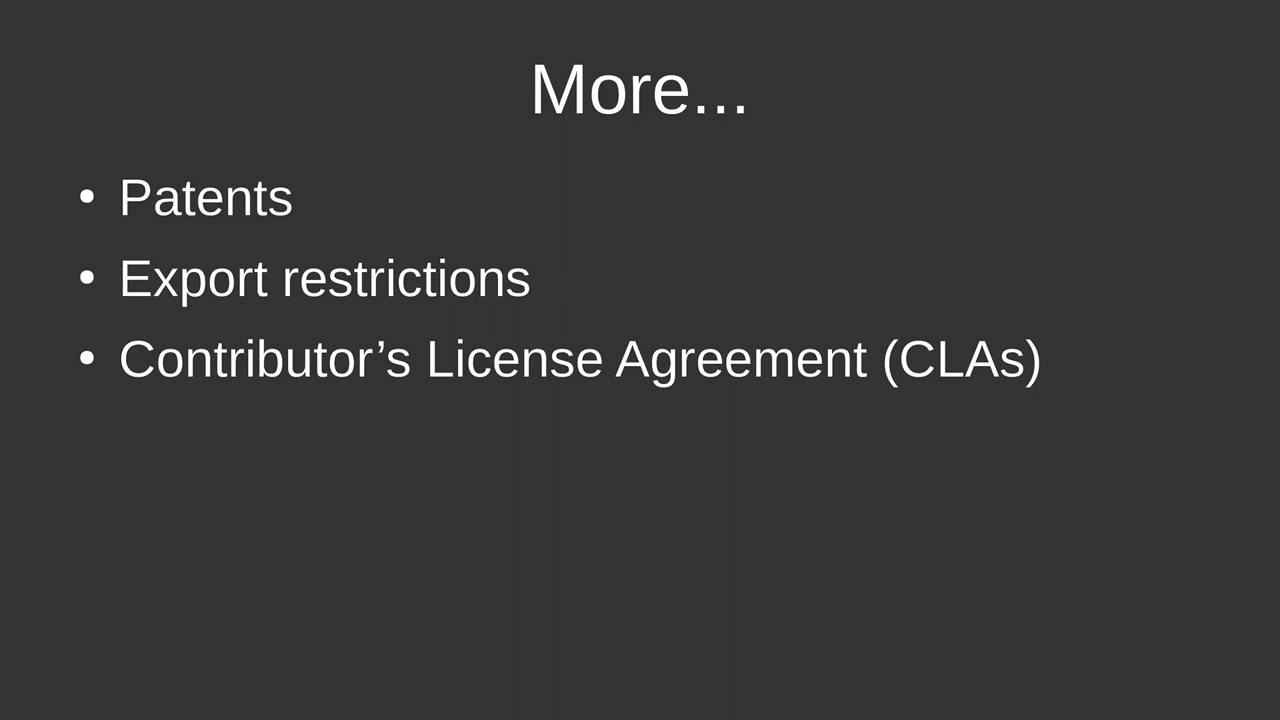 More...
• Patents
• Export restrictions
• Contributor’s License Agreement (CLAs)